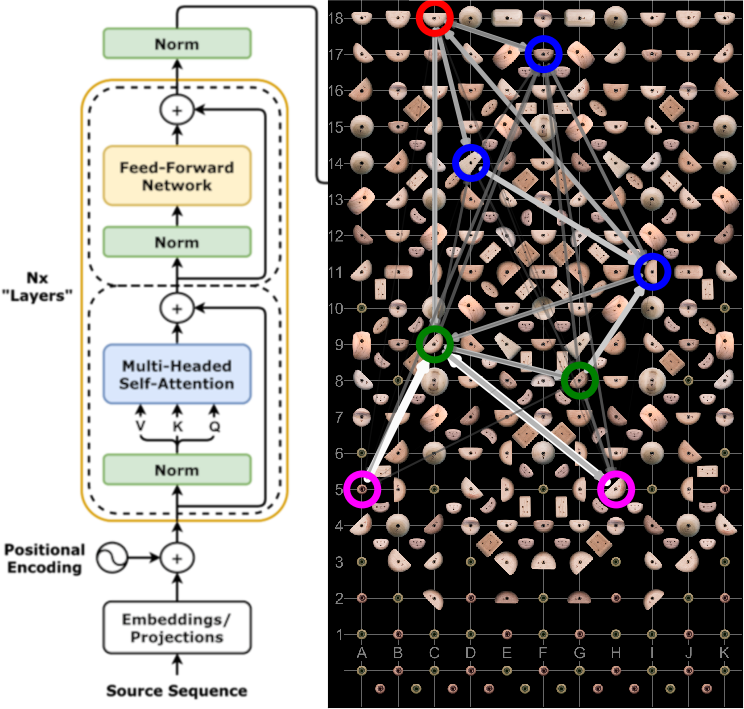 Norm
+
Feed-Forward
Network
Norm
Nx
"Layers"
+
Multi-Headed
Self-Attention
V K Q
Norm
Positional
Encoding
+
Embeddings/
Projections
Source Sequence
18
17
16
15
14
13
12
11
10
9
8
7
6
5
4
3
2
1
A B C D E F G H I J K